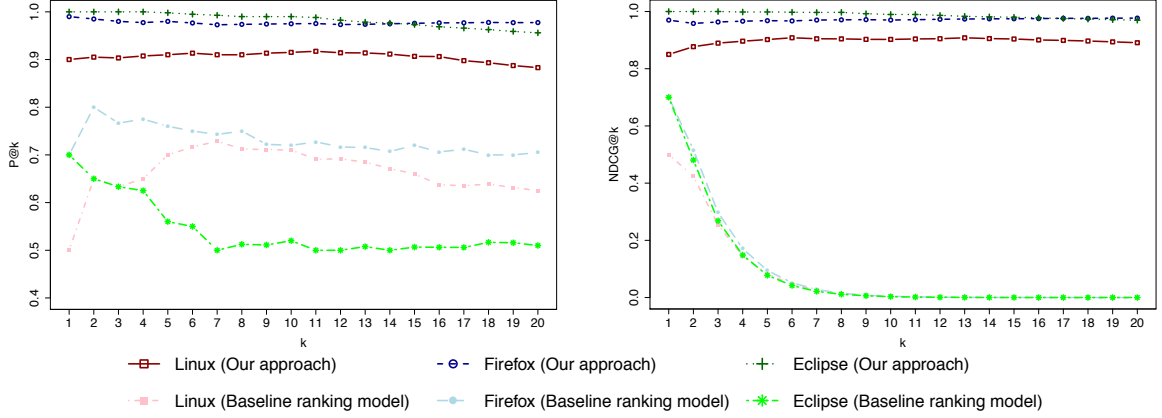 P@k
1.0
0.9
0.8
0.7
0.6
0.5
0.4
1 2 3 4 5 6 7 8 9 10 11 12 13 14 15 16 17 18 19 20
k
NDCG@k
1.0
0.8
0.6
0.4
0.2
0.0
1 2 3 4 5 6 7 8 9 10 11 12 13 14 15 16 17 18 19 20
k
Linux (Our approach) Firefox (Our approach) Eclipse (Our approach)
Linux (Baseline ranking model) Firefox (Baseline ranking model) Eclipse (Baseline ranking model)